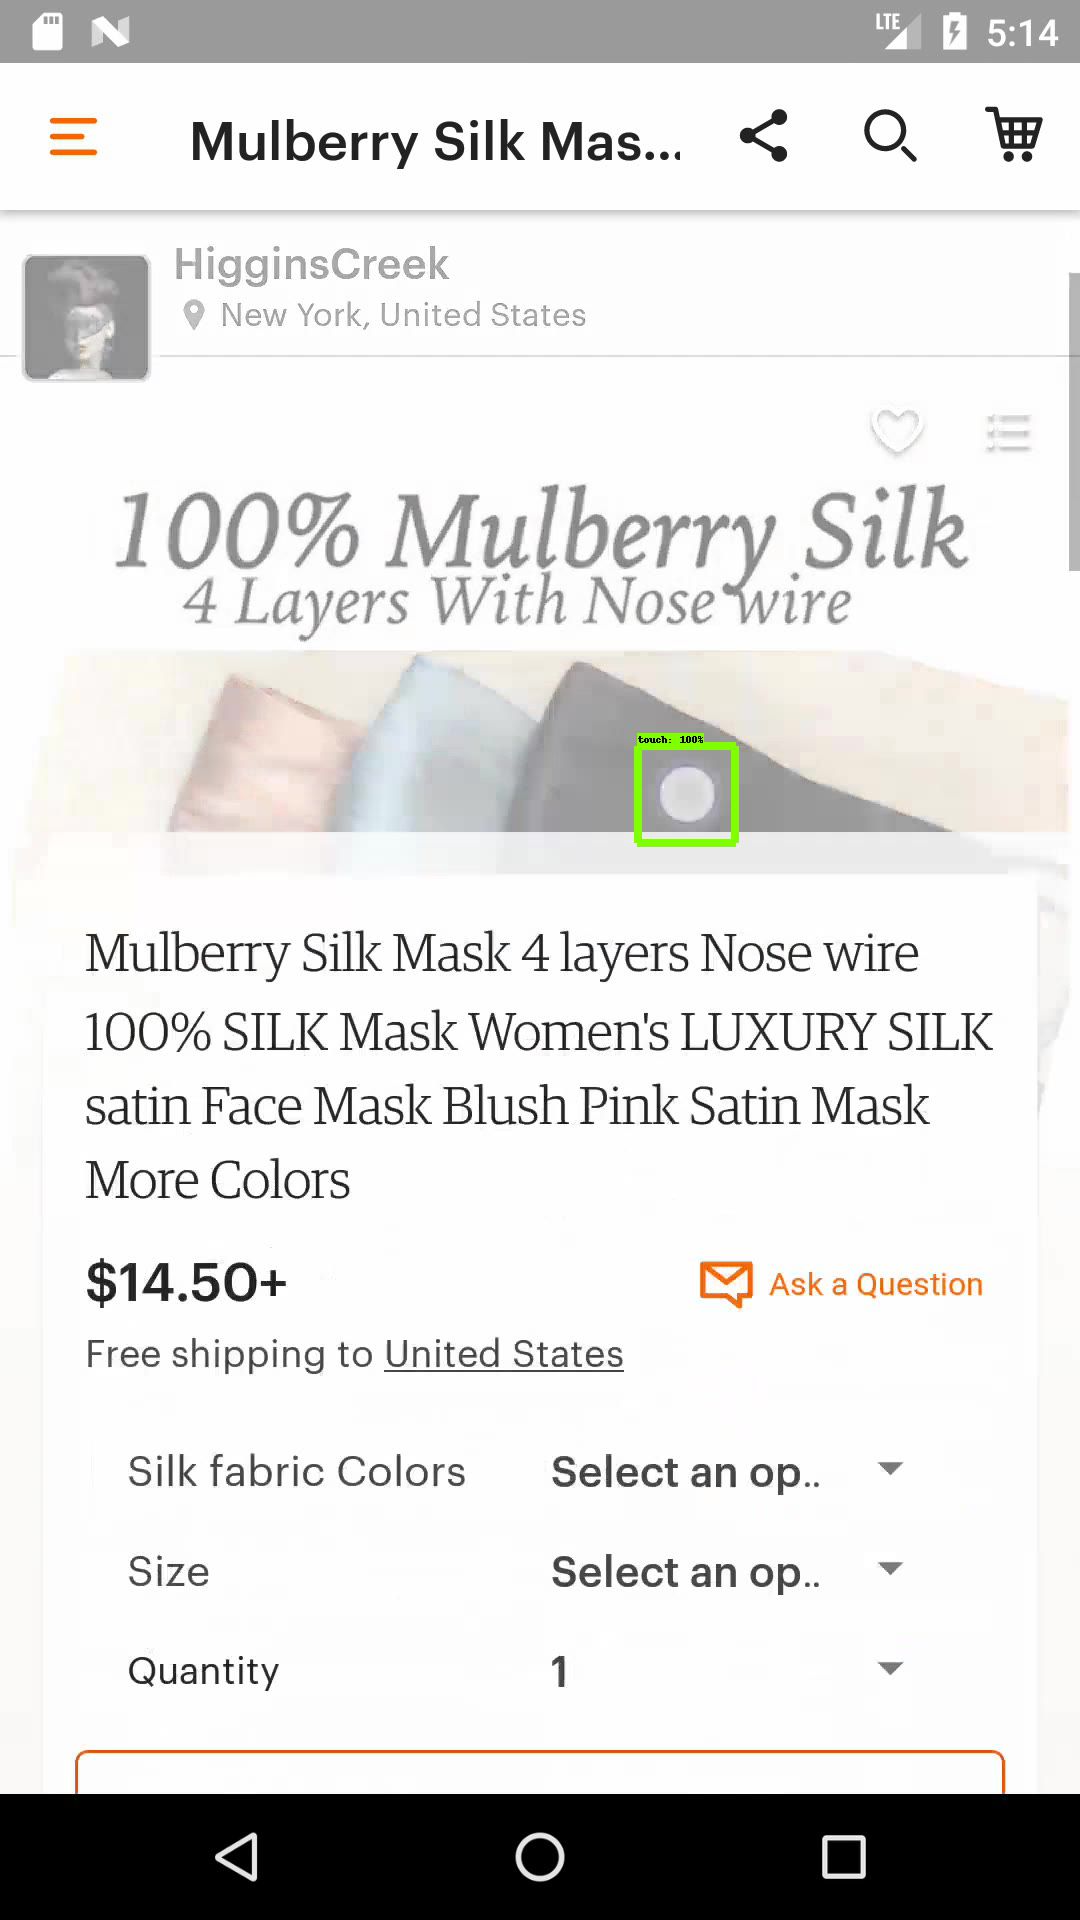 LTE 5:14
Mulberry Silk Mas...
HigginsCreek
New York, United States
100% Mulberry Silk
4 Layers With Nose wire
touch: 100%
Mulberry Silk Mask 4 layers Nose wire
100% SILK Mask Women's LUXURY SILK
satin Face Mask Blush Pink Satin Mask
More Colors
$14.50+
Ask a Question
Free shipping to United States
Silk fabric Colors Select an op..
Size Select an op..
Quantity 1